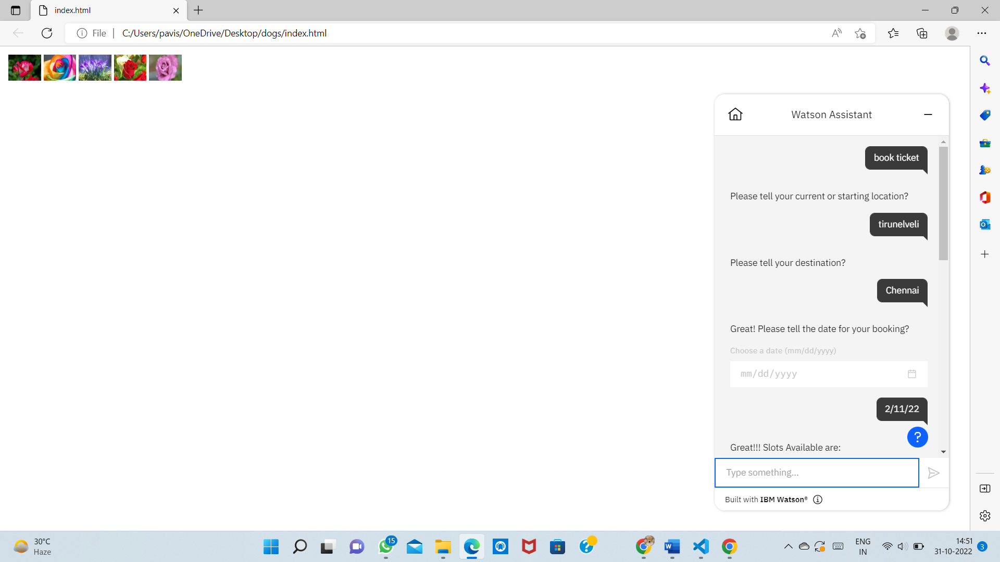 index.html
File
C:/Users/pavis/OneDrive/Desktop/dogs/index.html
Watson Assistant
book ticket
Please tell your current or starting location?
tirunelveli
Please tell your destination?
Chennai
Great! Please tell the date for your booking?
Choose a date (mm/dd/yyyy)
mm/dd/yyyy
2/11/22
?
Great!!! Slots Available are:
Type something...
Built with IBM Watson®
30°C
Haze
15
ENG
IN
14:51
31-10-2022
3